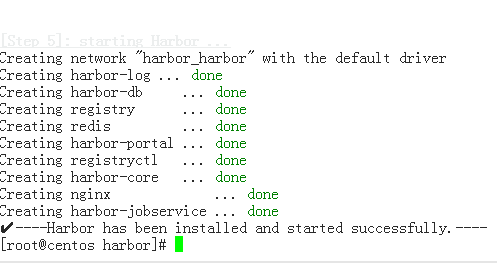 [Step 5]: starting Harbor ...
Creating network "harbor_harbor" with the default driver
Creating harbor-log ... done
Creating harbor-db     ... done
Creating registry      ... done
Creating redis         ... done
Creating harbor-portal ... done
Creating registryctl   ... done
Creating harbor-core   ... done
Creating nginx             ... done
Creating harbor-jobservice ... done
✔----Harbor has been installed and started successfully.----
[root@centos harbor]#